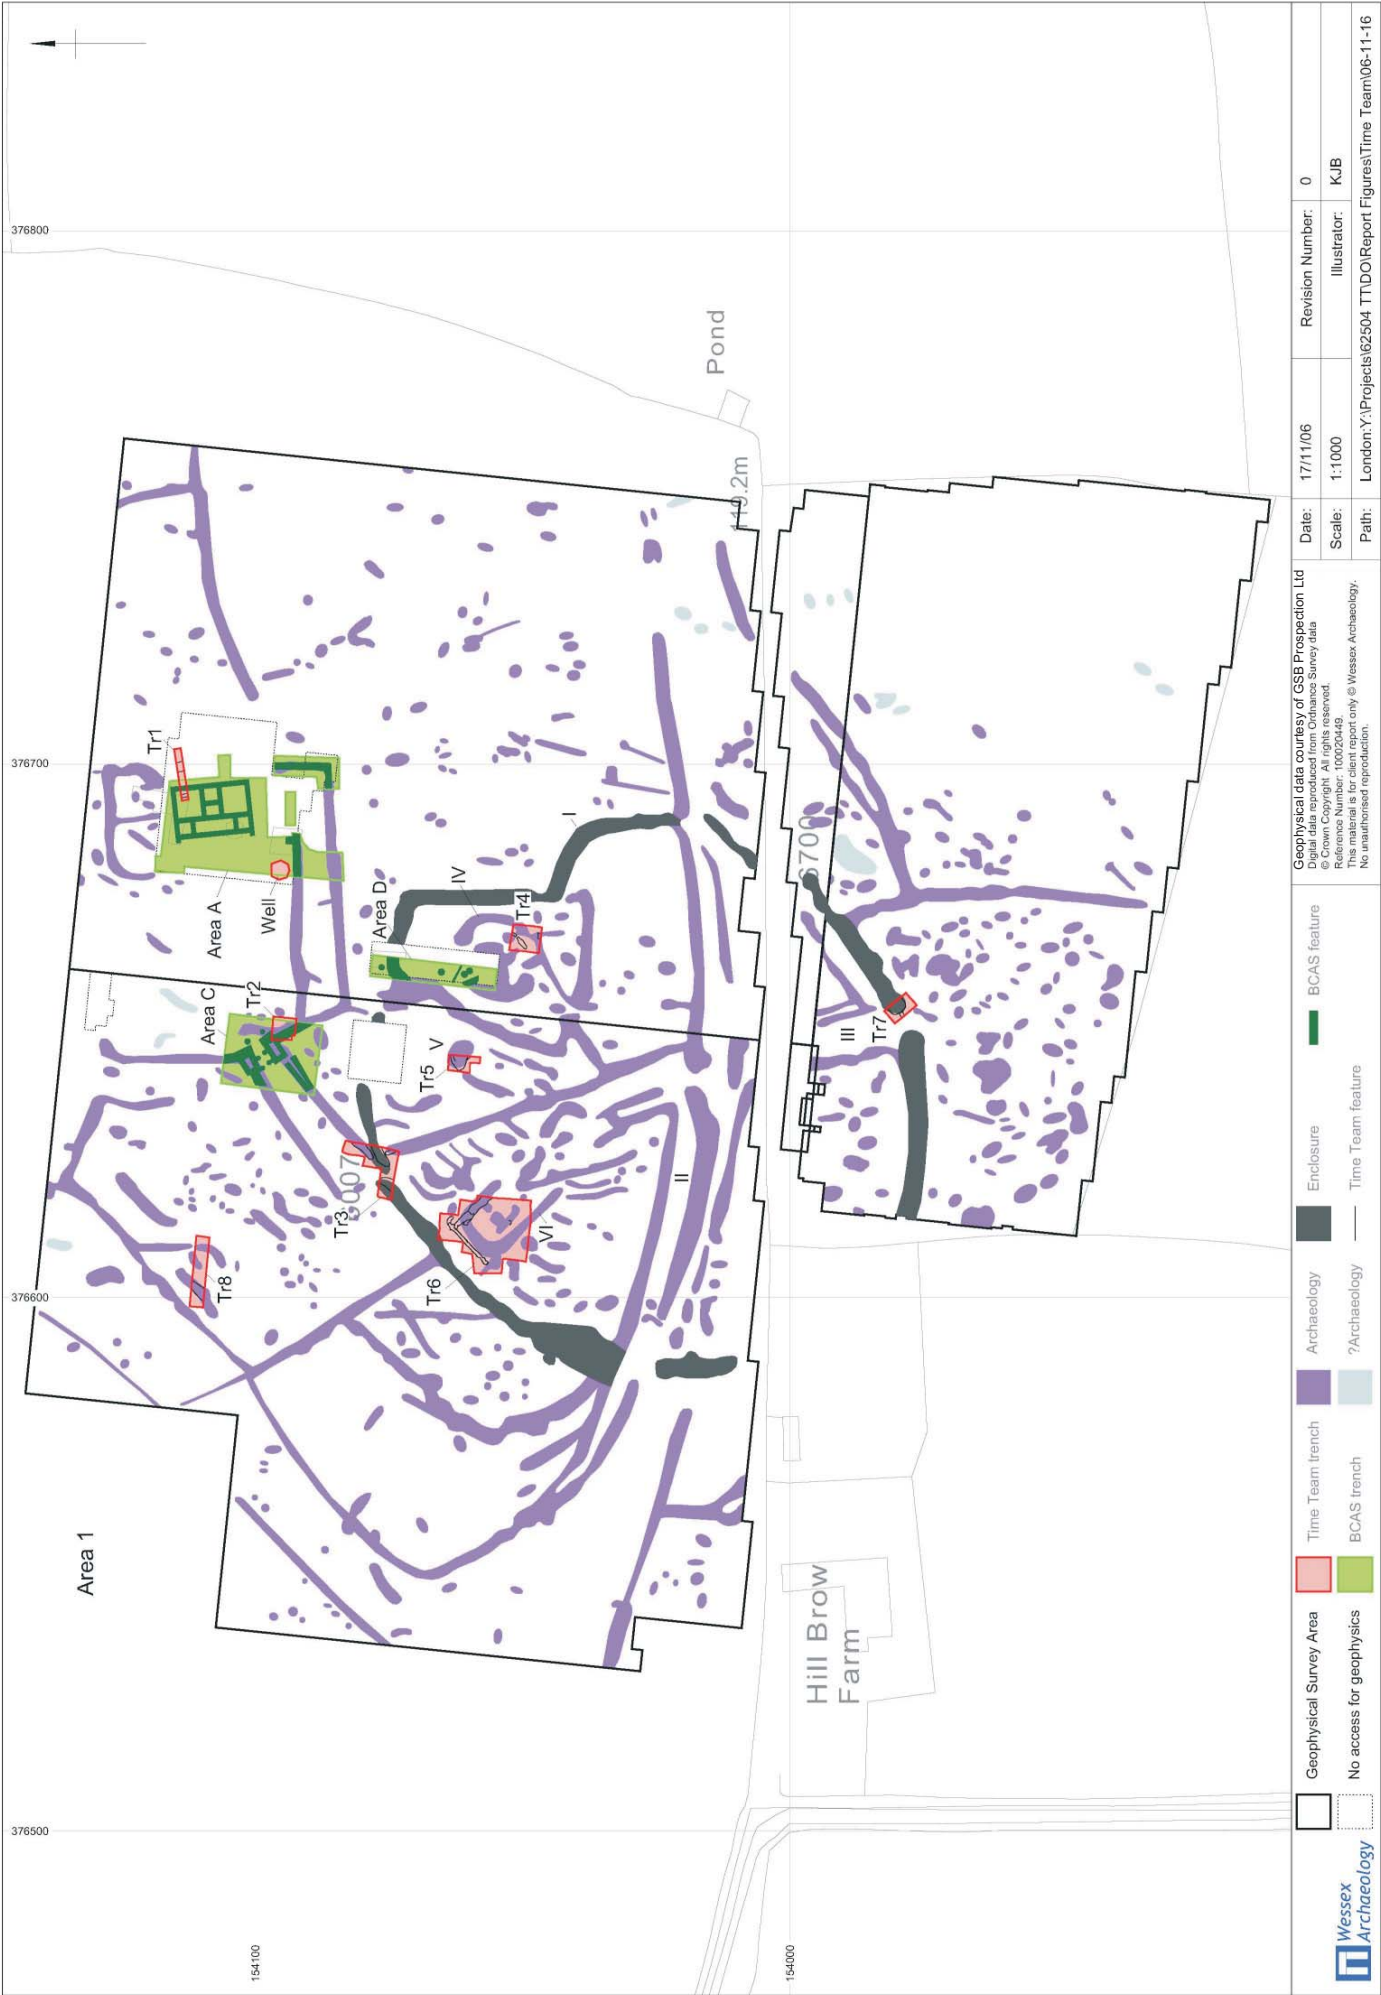 376800
376700
376600
376500
154100
154000
Area 1
Tr1
Area A
Well
Area C
Tr2
Area D
IV
Tr4
I
V
Tr5
Tr3
Tr6
VI
Tr8
II
III
Tr7
Pond
119.2m
Hill Brow
Farm
Wessex
Archaeology
Geophysical Survey Area
No access for geophysics
Time Team trench
BCAS trench
Archaeology
?Archaeology
Enclosure
Time Team feature
BCAS feature
Geophysical data courtesy of GSB Prospection Ltd
Digital data reproduced from Ordnance Survey data
© Crown Copyright All rights reserved.
Reference Number: 100020449.
This material is for client report only © Wessex Archaeology.
No unauthorised reproduction.
Date: 17/11/06 Revision Number: 0
Scale: 1:1000 Illustrator: KJB
Path: London:Y:\Projects\62504 TT\DO\Report Figures\Time Team\06-11-16